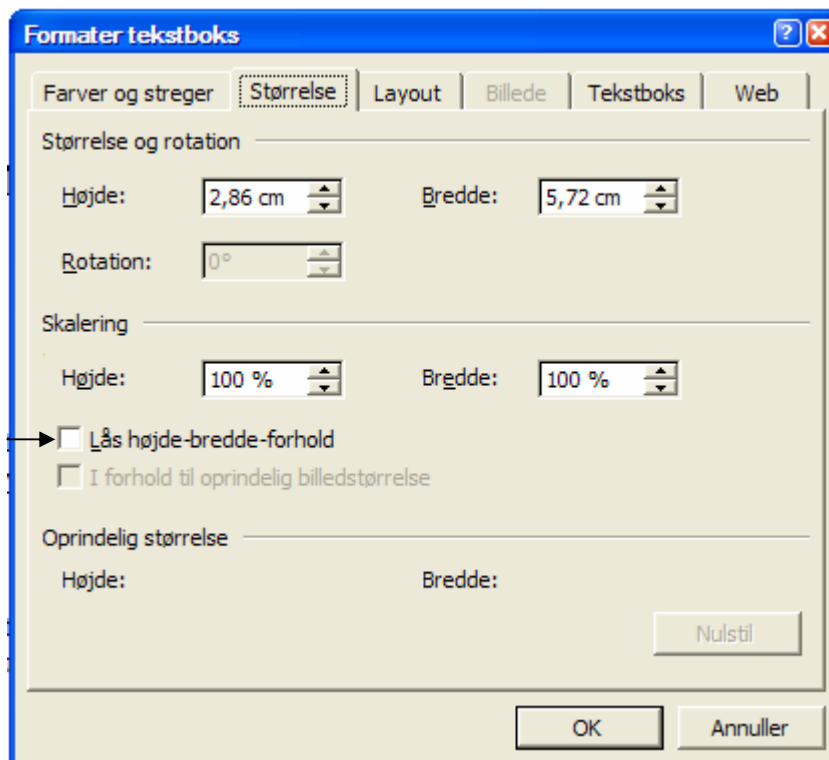 Formater tekstboks
Farver og streger Størrelse Layout Billede Tekstboks Web
Størrelse og rotation
Højde: 2,86 cm Bredde: 5,72 cm
Rotation: 0°
Skalering
Højde: 100 % Bredde: 100 %
Lås højde-bredde-forhold
I forhold til oprindelig billedstørrelse
Oprindelig størrelse
Højde: Bredde:
Nulstil
OK Annuller